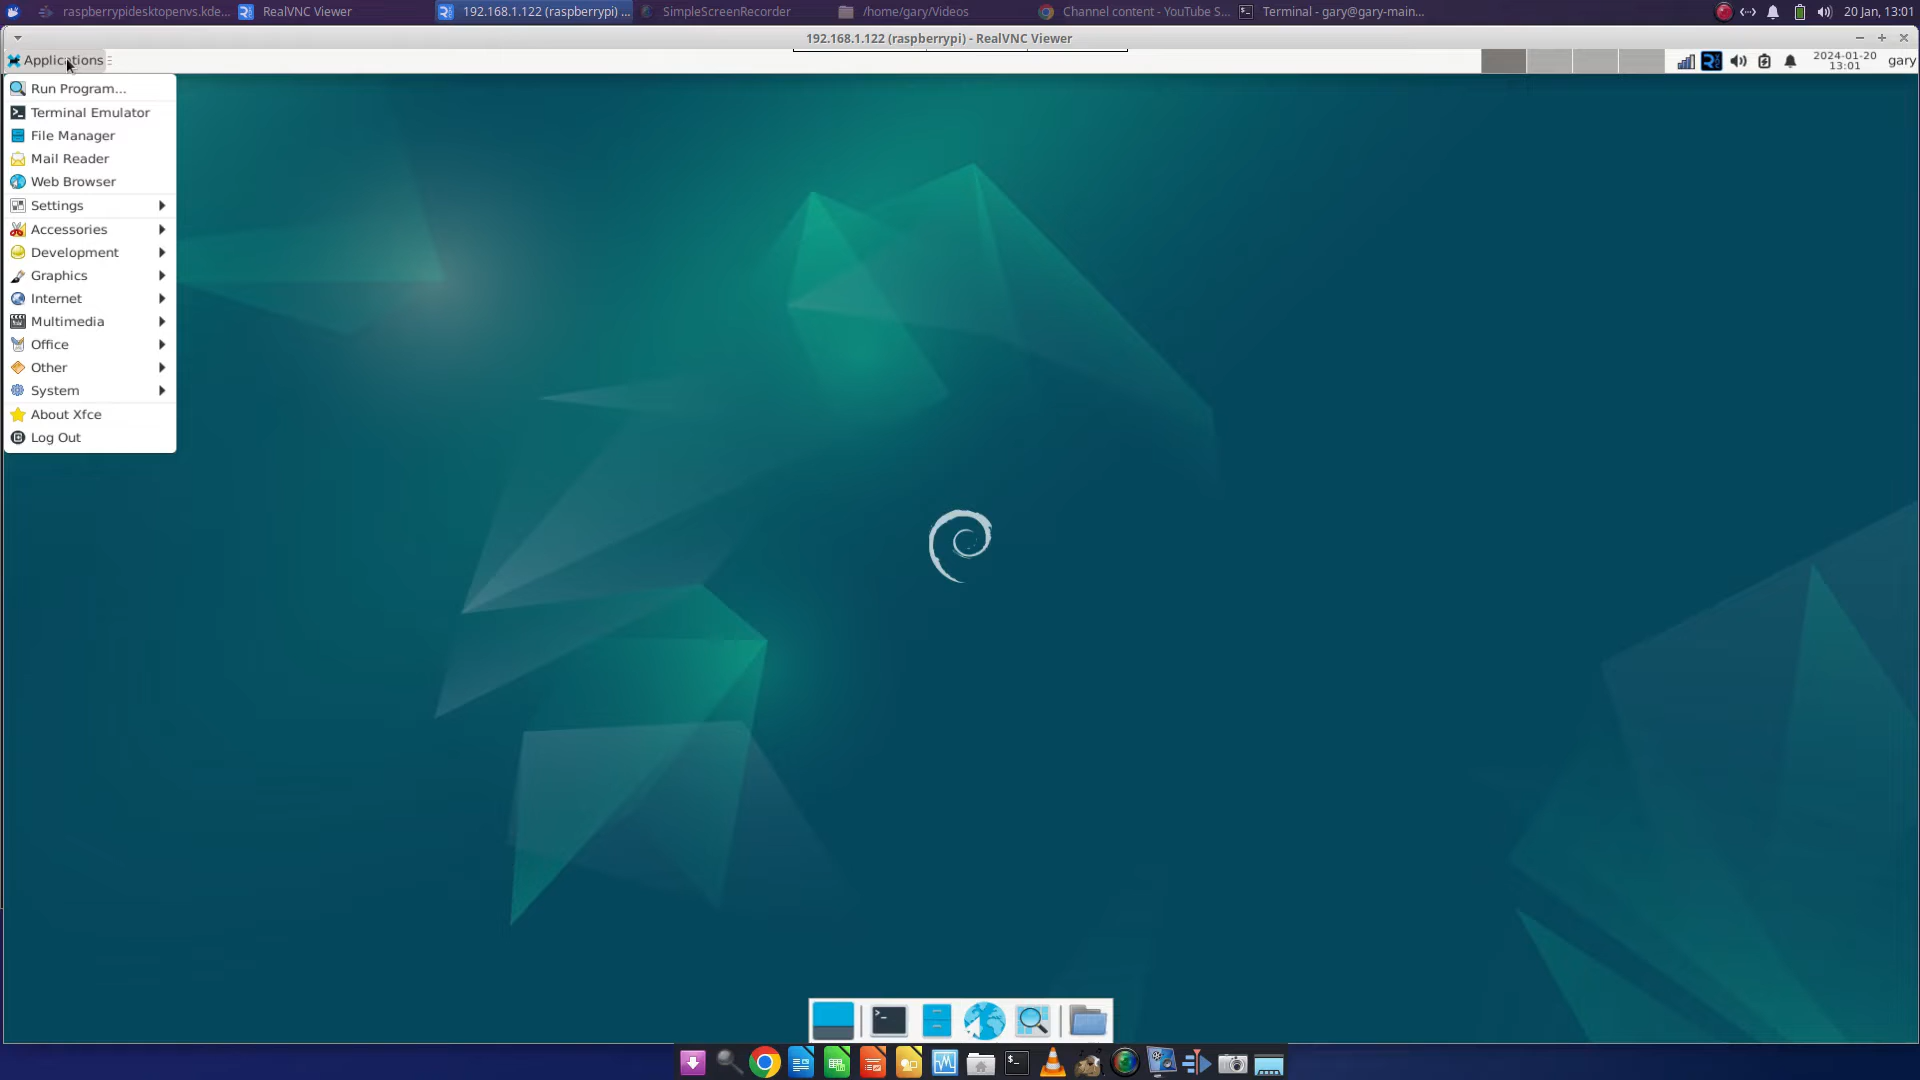 raspberrypidesktopenvs.kde...
RealVNC Viewer
192.168.1.122 (raspberrypi) ...
SimpleScreenRecorder
/home/gary/Videos
Channel content - YouTube S...
Terminal - gary@gary-main...
20 Jan, 13:01
192.168.1.122 (raspberrypi) - RealVNC Viewer
Applications
2024-01-20
13:01
gary
Run Program...
Terminal Emulator
File Manager
Mail Reader
Web Browser
Settings
Accessories
Development
Graphics
Internet
Multimedia
Office
Other
System
About Xfce
Log Out